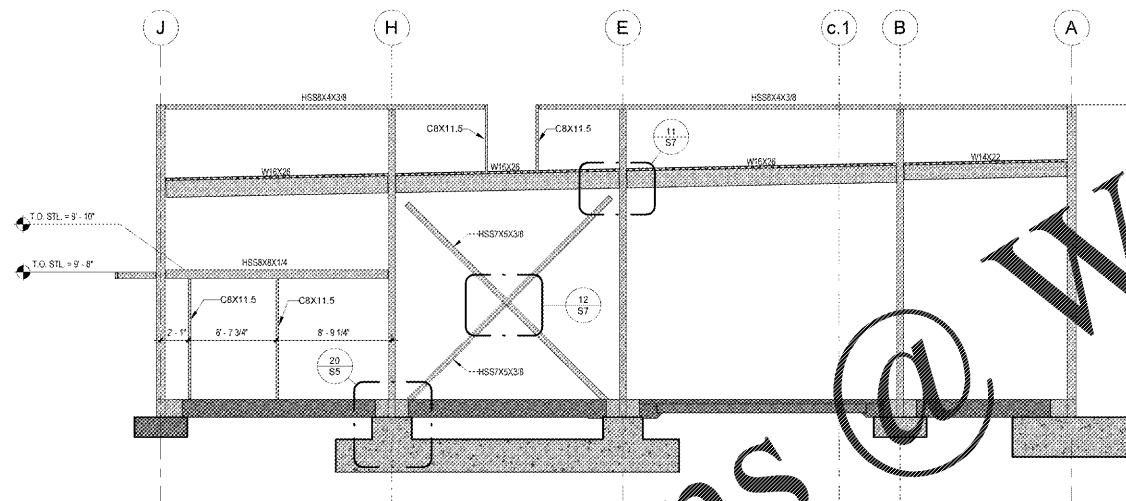 J H E c.1 B A
HSS6X4X3/8 HSS6X4X3/8
C8X11.5 C8X11.5
11
S7
W16X26 W16X26 W16X26 W14X22
T.O. STL. = 9' - 10"
HSS7X5X3/8
T.O. STL. = 9' - 8"
HSS8X8X1/4
C8X11.5 C8X11.5
12
S7
2' - 1" 6' - 7 3/4" 8' - 9 1/4"
20
S5
HSS7X5X3/8
@ W